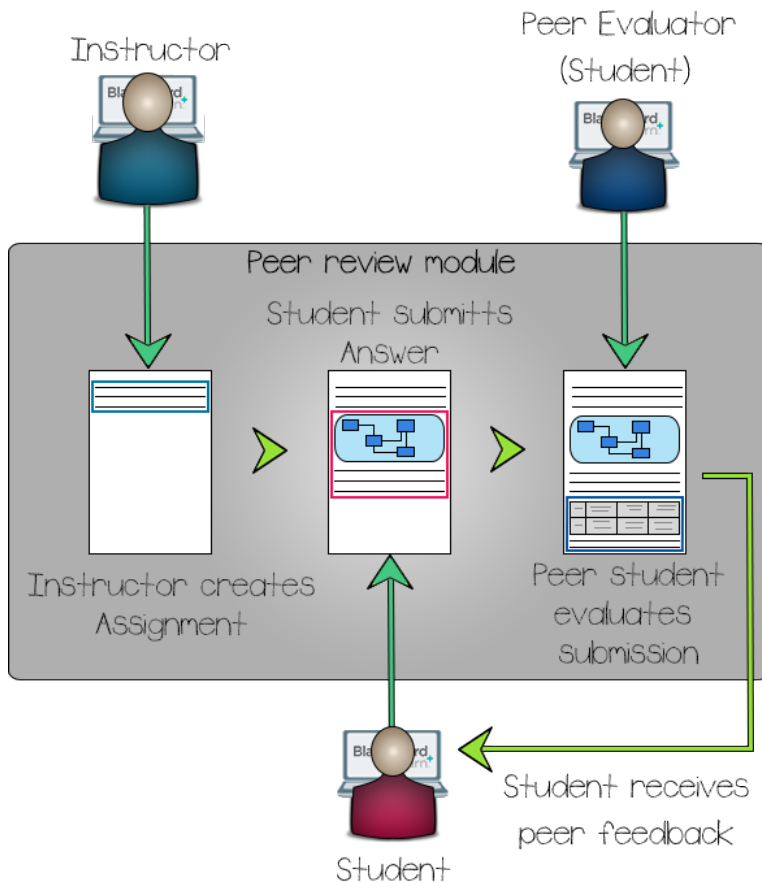 Instructor
Peer Evaluator
(Student)
Peer review module
Student submitts
Answer
Instructor creates
Assignment
Peer student
evaluates
submission
Student receives
peer feedback
Student